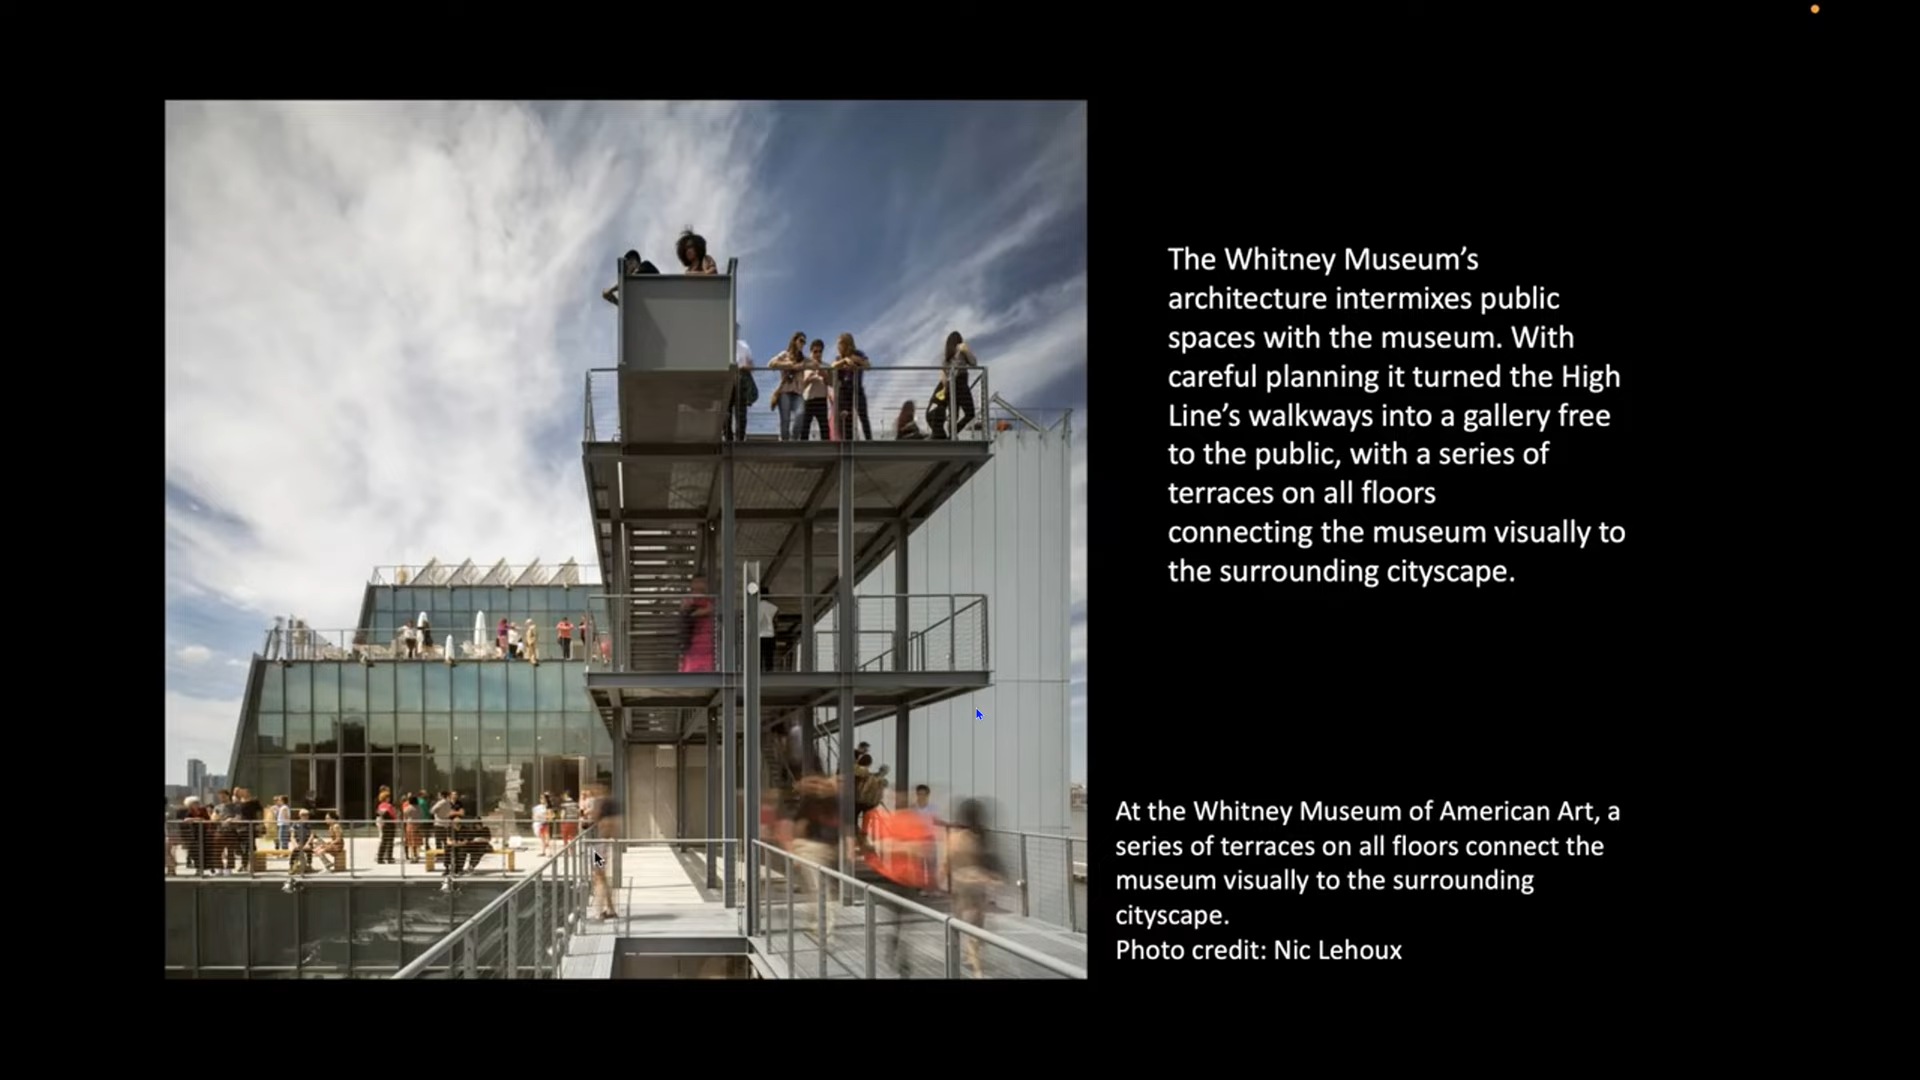 The Whitney Museum’s
architecture intermixes public
spaces with the museum. With
careful planning it turned the High
Line’s walkways into a gallery free
to the public, with a series of
terraces on all floors
connecting the museum visually to
the surrounding cityscape.
At the Whitney Museum of American Art, a
series of terraces on all floors connect the
museum visually to the surrounding
cityscape.
Photo credit: Nic Lehoux